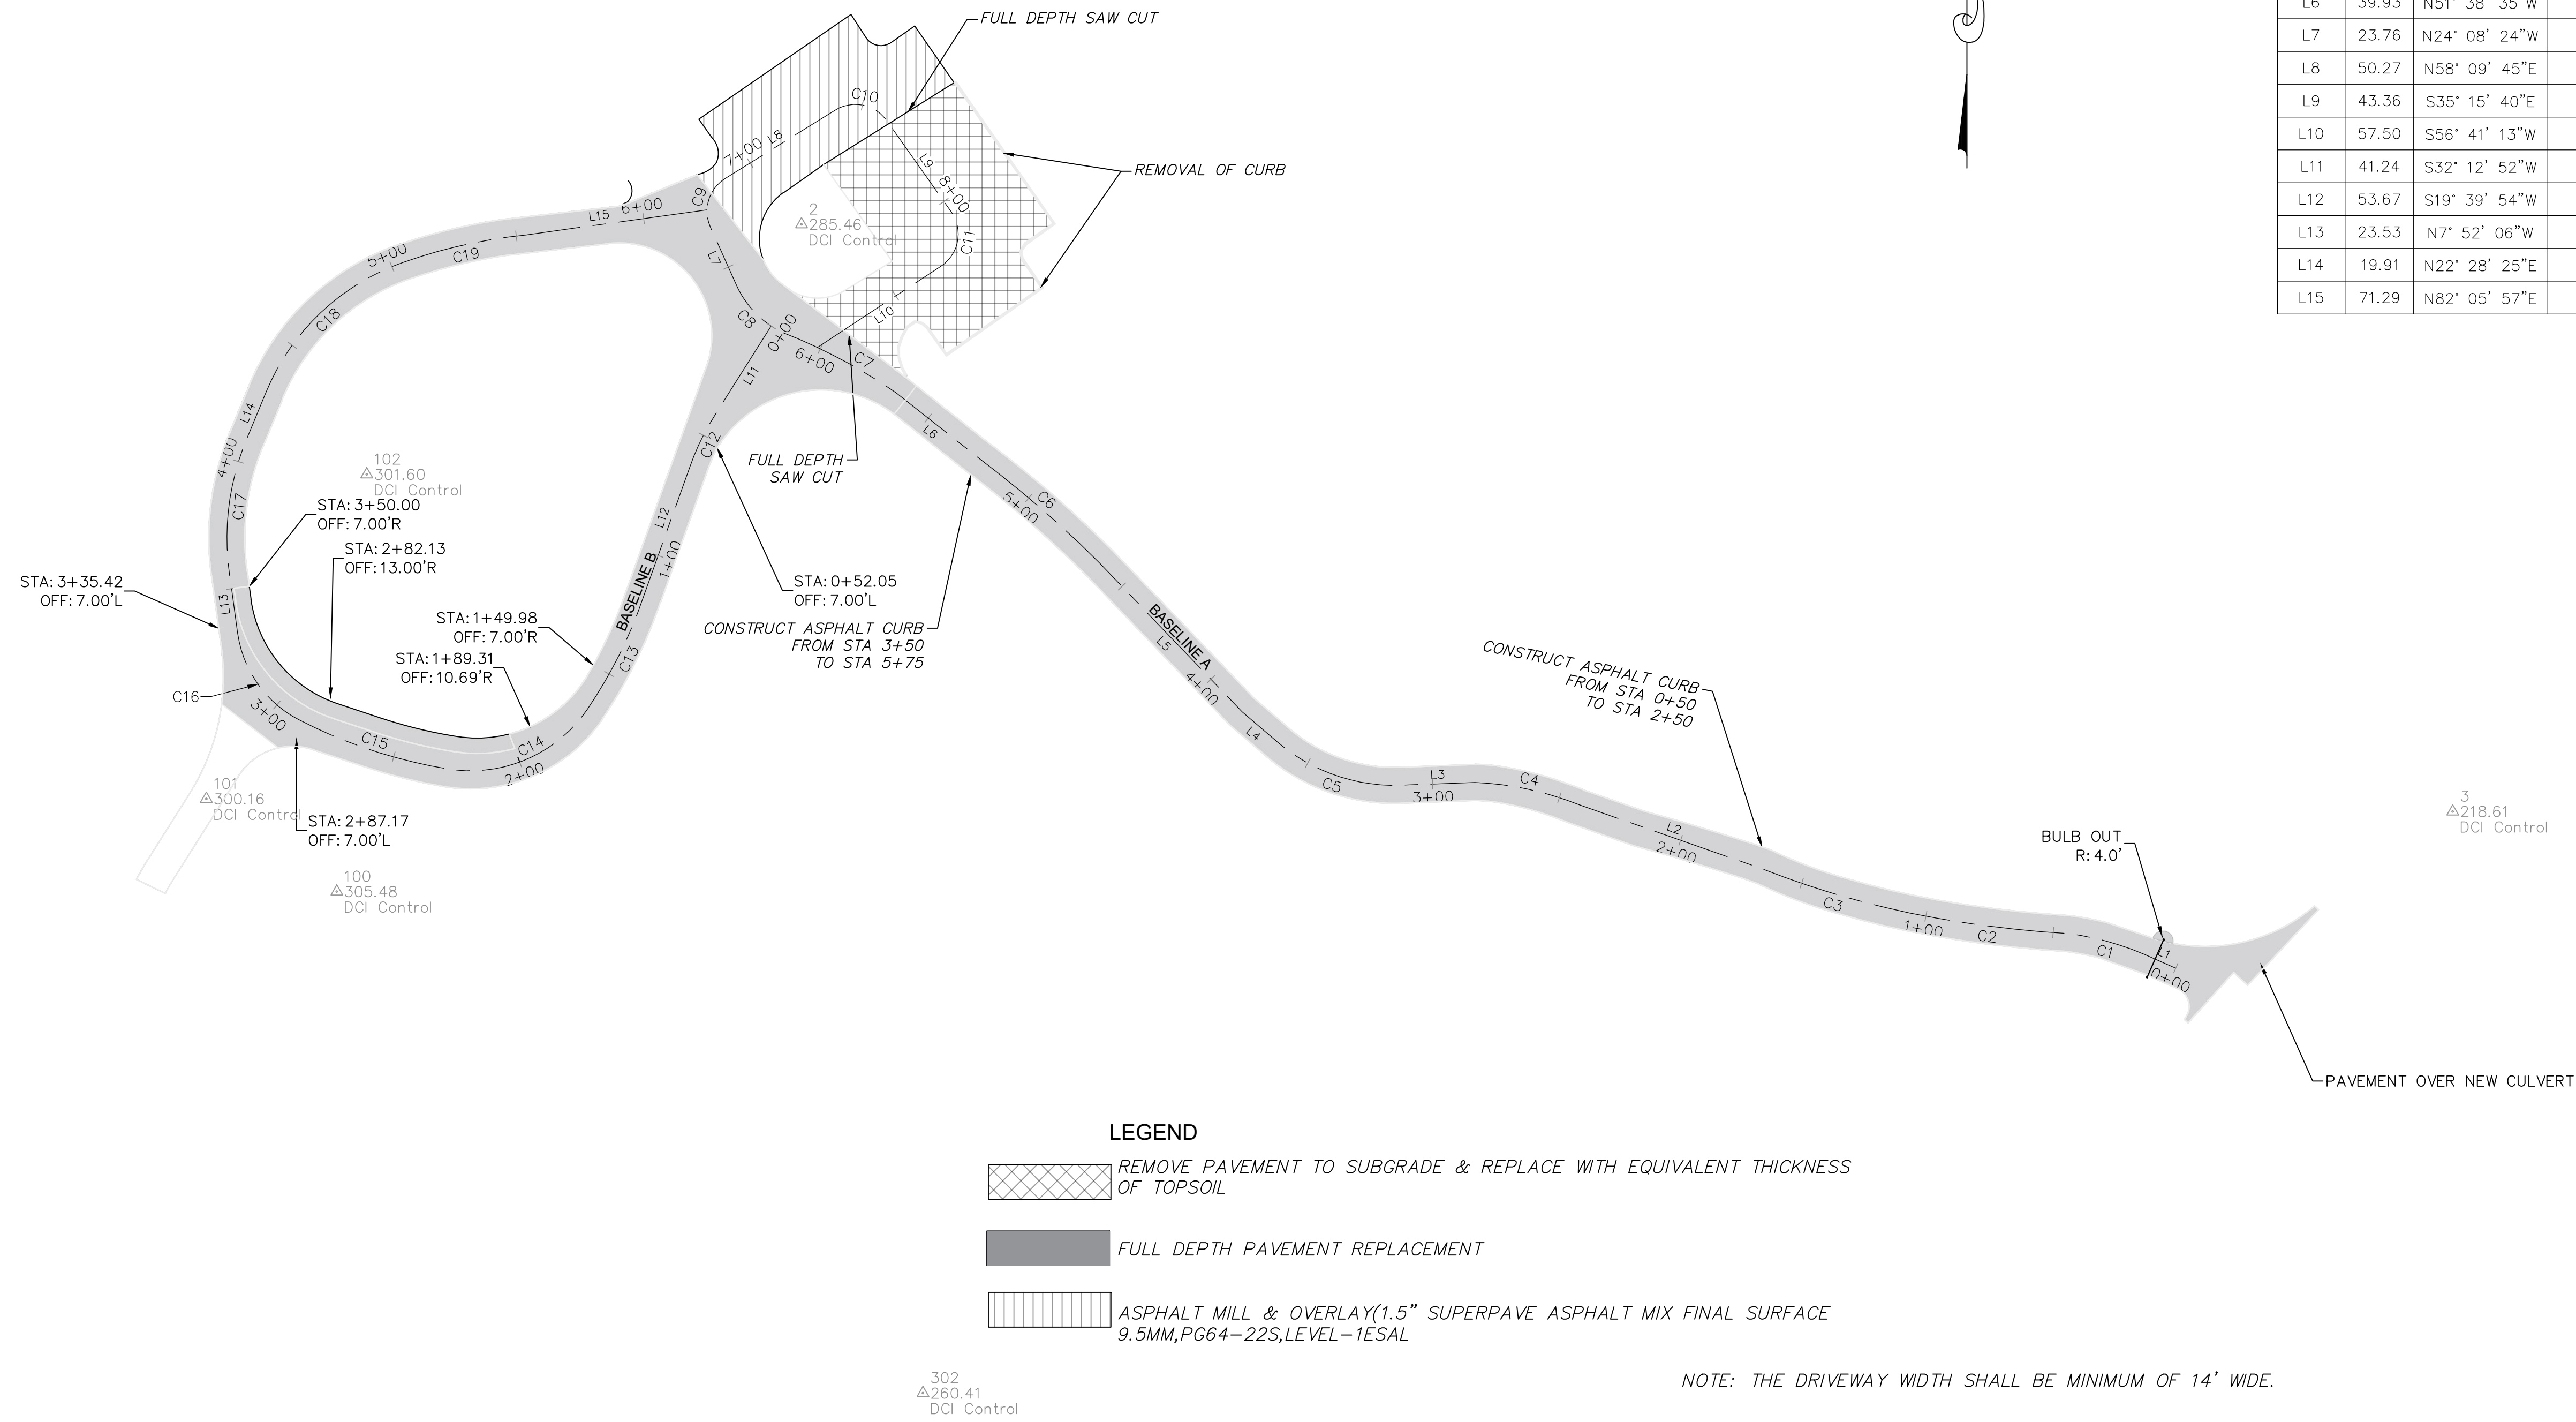 FULL DEPTH SAW CUT
REMOVAL OF CURB
L6 39.93 N51° 38' 35"W
L7 23.76 N24° 08' 24"W
L8 50.27 N58° 09' 45"E
L9 43.36 S35° 15' 40"E
L10 57.50 S56° 41' 13"W
L11 41.24 S32° 12' 52"W
L12 53.67 S19° 39' 54"W
L13 23.53 N7° 52' 06"W
L14 19.91 N22° 28' 25"E
L15 71.29 N82° 05' 57"E
C10
7+00 L8
L9 8+00
C9
C11
L10
2
285.46
DCI Control
L15 6+00
L7
C8
0+00
6+00
C7
L11
5+00
C19
C18
L14
4+00
C17
L6
C12
FULL DEPTH
SAW CUT
102
301.60
DCI Control
STA: 3+50.00
OFF: 7.00'R
STA: 2+82.13
OFF: 13.00'R
STA: 3+35.42
OFF: 7.00'L
L13
L12
BASELINE B
1+00
C6
5+00
STA: 0+52.05
OFF: 7.00'L
CONSTRUCT ASPHALT CURB
FROM STA 3+50
TO STA 5+75
STA: 1+49.98
OFF: 7.00'R
STA: 1+89.31
OFF: 10.69'R
C13
BASELINE A
L5
4+00
L4
C16
3+00
C15
C14
2+00
C5
L3
3+00
C4
CONSTRUCT ASPHALT CURB
FROM STA 0+50
TO STA 2+50
L2
2+00
101
300.16
DCI Control
STA: 2+87.17
OFF: 7.00'L
100
305.48
DCI Control
3
218.61
DCI Control
BULB OUT
R: 4.0'
C3
1+00
C2
C1
L1
0+00
PAVEMENT OVER NEW CULVERT
LEGEND
REMOVE PAVEMENT TO SUBGRADE & REPLACE WITH EQUIVALENT THICKNESS
OF TOPSOIL
FULL DEPTH PAVEMENT REPLACEMENT
ASPHALT MILL & OVERLAY(1.5" SUPERPAVE ASPHALT MIX FINAL SURFACE
9.5MM,PG64-22S,LEVEL-1ESAL
302
260.41
DCI Control
NOTE: THE DRIVEWAY WIDTH SHALL BE MINIMUM OF 14' WIDE.